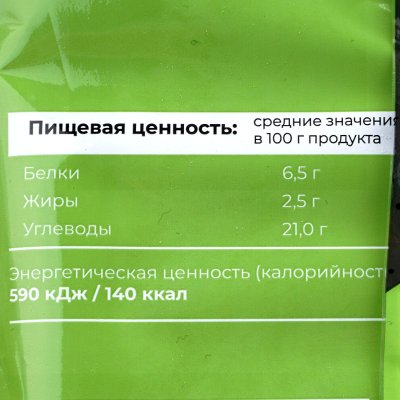 Пищевая ценность: средние значения
в 100 г продукта
Белки 6,5 г
Жиры 2,5 г
Углеводы 21,0 г
Энергетическая ценность (калорийност
590 кДж / 140 ккал